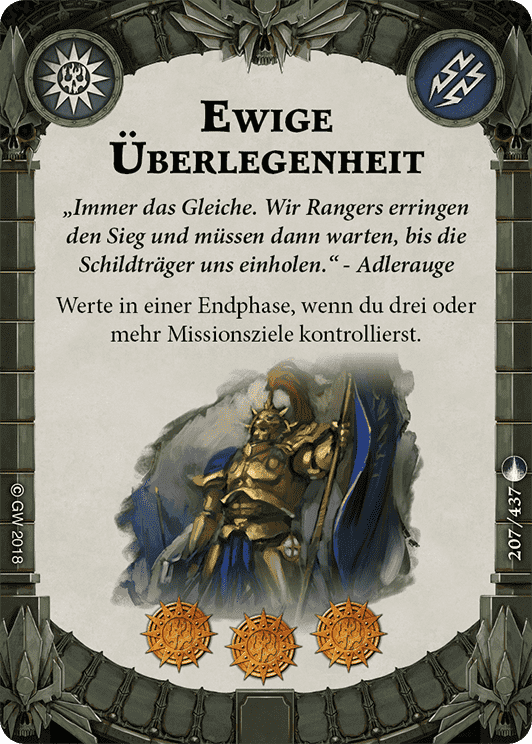 Ewige
Überlegenheit
„Immer das Gleiche. Wir Rangers erringen
den Sieg und müssen dann warten, bis die
Schildträger uns einholen.“ - Adlerauge
Werte in einer Endphase, wenn du drei oder
mehr Missionsziele kontrollierst.
© GW 2018
207/437